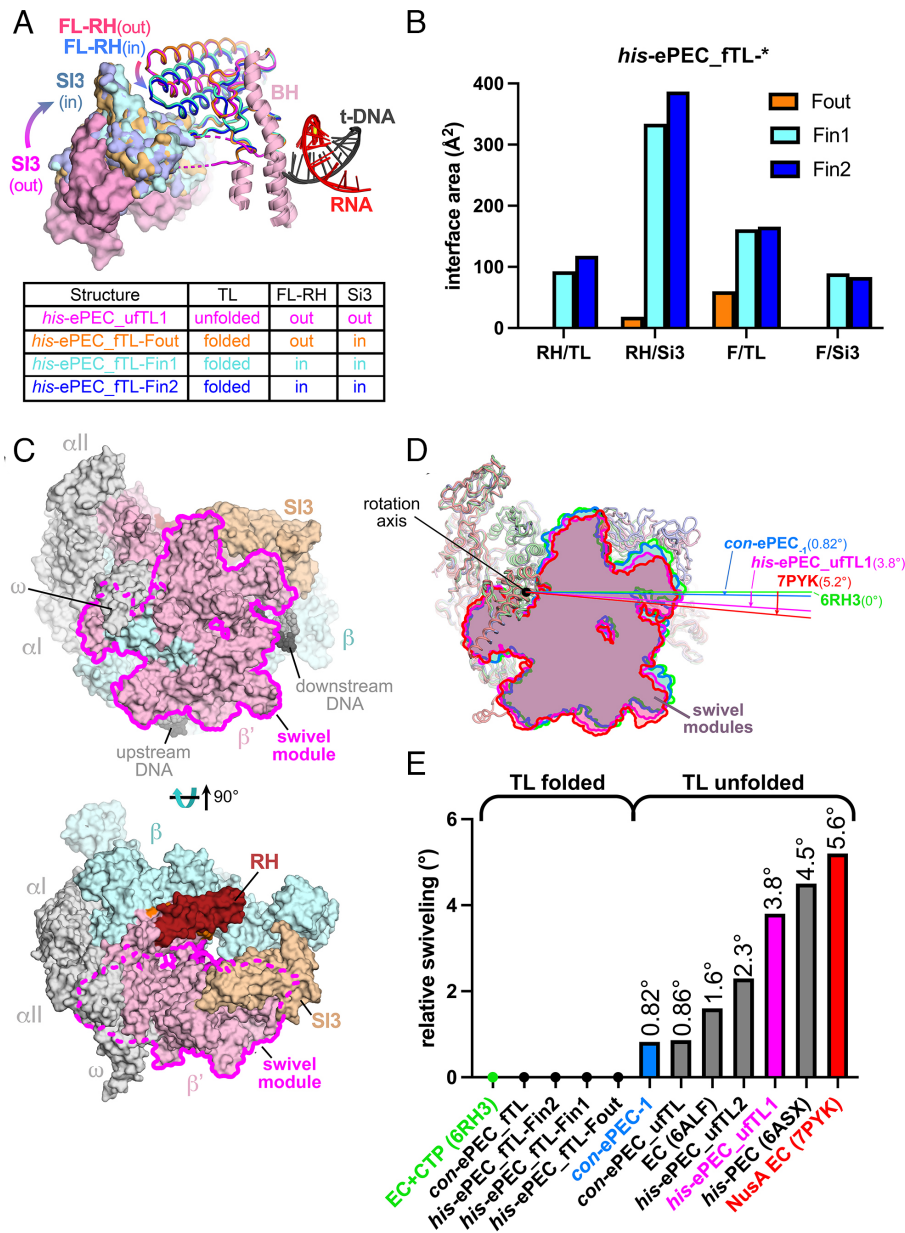 A
FL-RH(out)
FL-RH(in)
SI3
(in)
BH
t-DNA
SI3
(out)
RNA
Structure TL FL-RH Si3
his-ePEC_ufTL1 unfolded out out
his-ePEC_fTL-Fout folded out in
his-ePEC_fTL-Fin1 folded in in
his-ePEC_fTL-Fin2 folded in in
B
his-ePEC_fTL-*
interface area (Å²)
400
300
200
100
0
Fout
Fin1
Fin2
RH/TL RH/Si3 F/TL F/Si3
C
αII
SI3
ω
αI
β
downstream
DNA
swivel
module
β'
upstream
DNA
90°
β
RH
αI
αII
SI3
ω
β'
swivel
module
D
rotation
axis
con-ePEC-1(0.82°)
his-ePEC_ufTL1(3.8°)
7PYK(5.2°)
6RH3(0°)
swivel
modules
E
TL folded TL unfolded
relative swiveling (°)
6
4
2
0
0.82°
0.86°
1.6°
2.3°
3.8°
4.5°
5.6°
EC+CTP (6RH3)
con-ePEC_fTL
his-ePEC_fTL-Fin2
his-ePEC_fTL-Fin1
his-ePEC_fTL-Fout
con-ePEC-1
con-ePEC_ufTL
EC (6ALF)
his-ePEC_ufTL2
his-ePEC_ufTL1
his-PEC (6ASX)
NusA EC (7PYK)